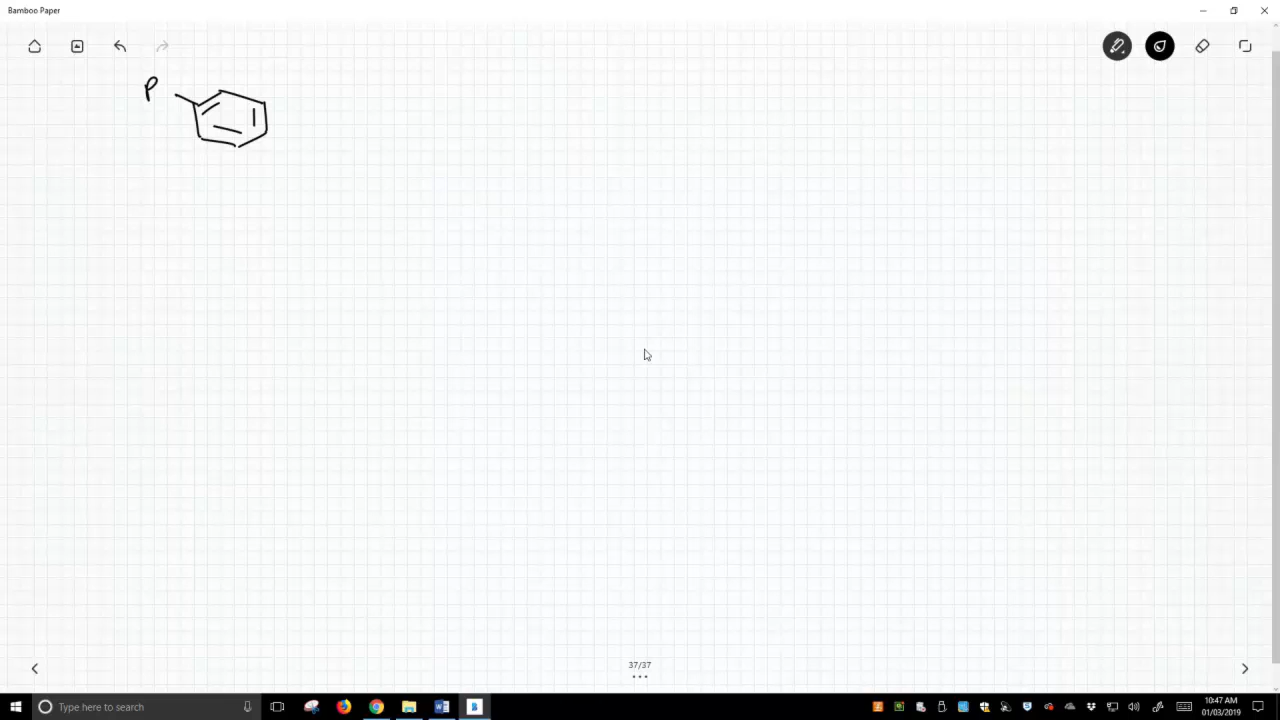 Bamboo Paper
P
37/37
Type here to search
10:47 AM
01/03/2019